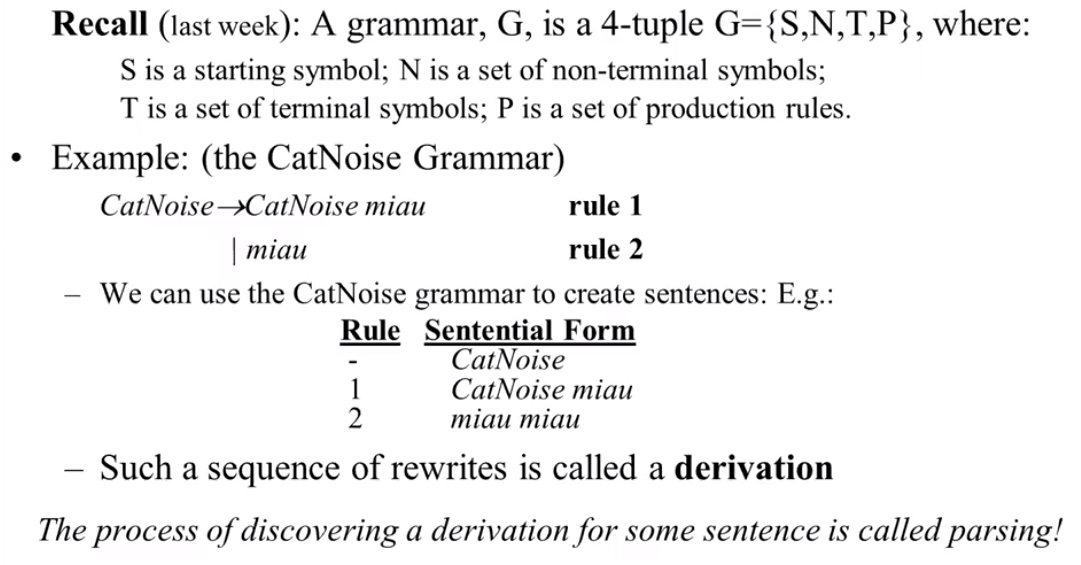 Recall (last week): A grammar, G, is a 4-tuple G={S,N,T,P}, where:
S is a starting symbol; N is a set of non-terminal symbols;
T is a set of terminal symbols; P is a set of production rules.
• Example: (the CatNoise Grammar)
CatNoise→CatNoise miau rule 1
| miau rule 2
– We can use the CatNoise grammar to create sentences: E.g.:
Rule Sentential Form
- CatNoise
1 CatNoise miau
2 miau miau
– Such a sequence of rewrites is called a derivation
The process of discovering a derivation for some sentence is called parsing!